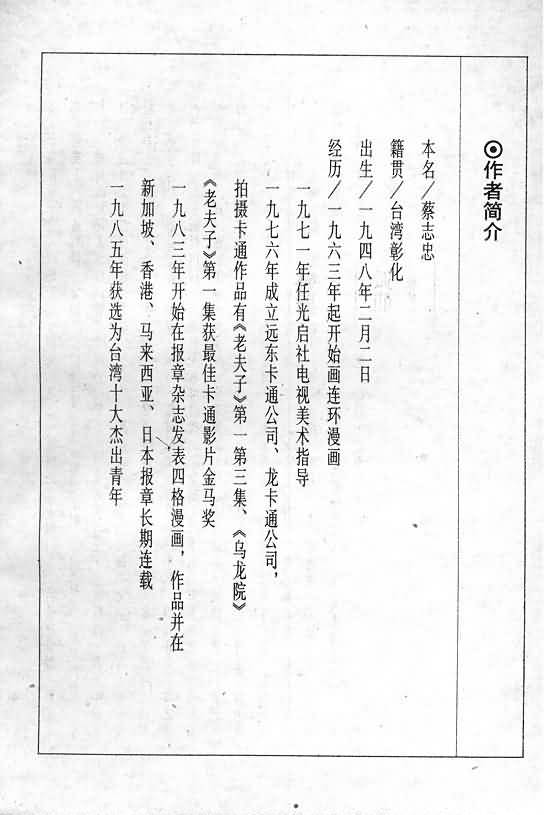 ⊙作者简介
本名/蔡志忠
籍贯/台湾彰化
出生/一九四八年二月二日
经历/一九六三年起开始画连环漫画
一九七一年任光启社电视美术指导
一九七六年成立远东卡通公司、龙卡通公司，
拍摄卡通作品有《老夫子》第一第三集、《乌龙院》
《老夫子》第一集获最佳卡通影片金马奖
一九八三年开始在报章杂志发表四格漫画，作品并在
新加坡、香港、马来西亚、日本报章长期连载
一九八五年获选为台湾十大杰出青年